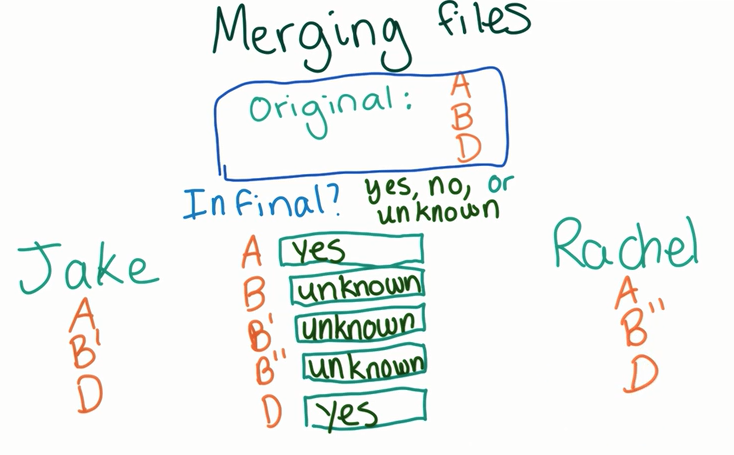 Merging files
Original: A
B
D
In final? yes, no, or
unknown
Jake
A
B'
D
A yes
B unknown
B' unknown
B" unknown
D yes
Rachel
A
B"
D